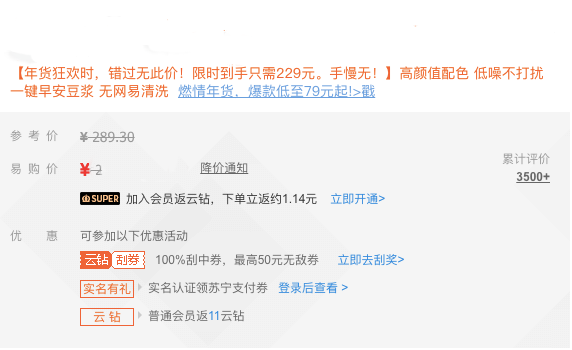 【年货狂欢时，错过无此价！限时到手只需229元。手慢无！】高颜值配色 低噪不打扰
一键早安豆浆 无网易清洗 燃情年货，爆款低至79元起!>戳
参考价 ¥ 289.30
易购价 ¥ 2 降价通知
累计评价
3500+
SUPER 加入会员返云钻，下单立返约1.14元 立即开通>
优惠 可参加以下优惠活动
云钻 刮券 100%刮中券，最高50元无敌券 立即去刮奖>
实名有礼 实名认证领苏宁支付券 登录后查看 >
云钻 普通会员返11云钻